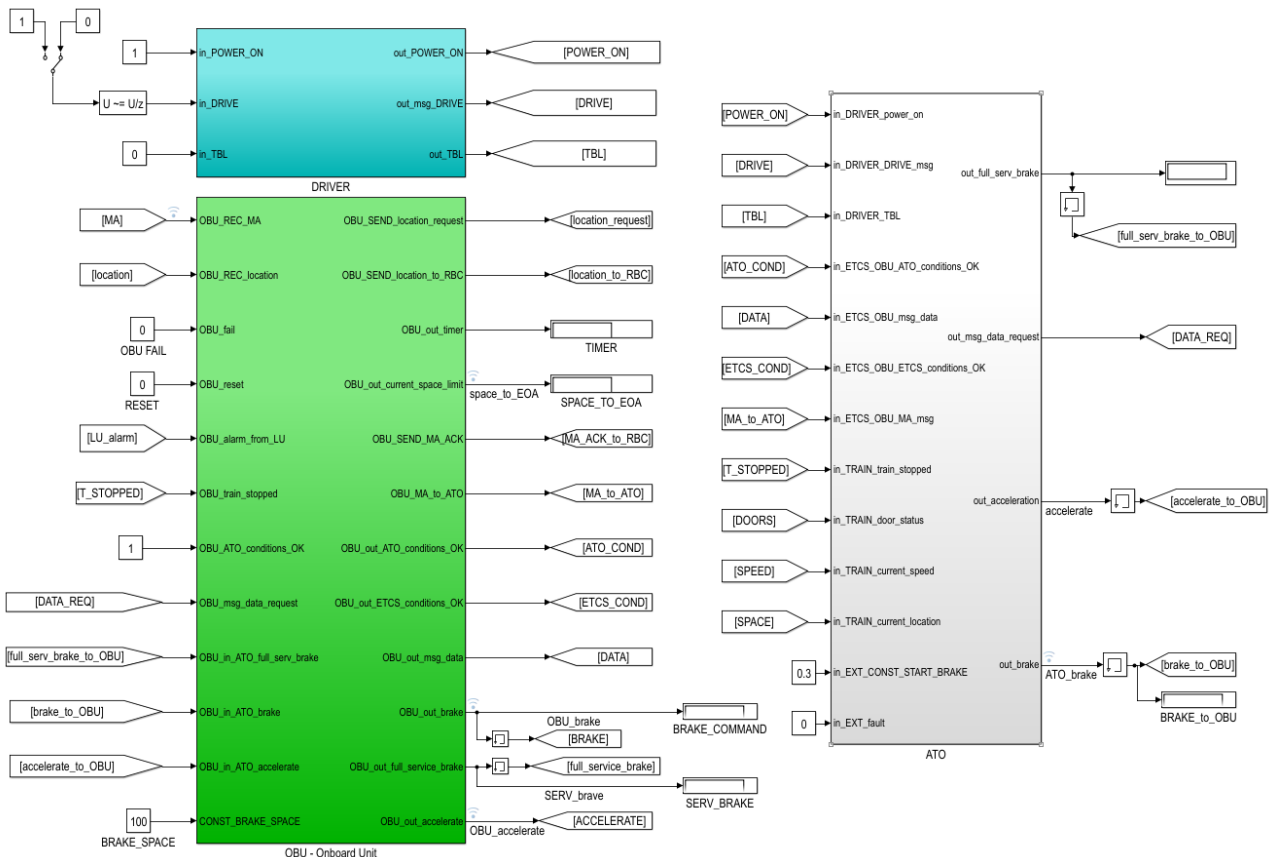 1
0
1
in_POWER_ON
out_POWER_ON
[POWER_ON]
U ~= U/z
in_DRIVE
out_msg_DRIVE
[DRIVE]
0
in_TBL
out_TBL
[TBL]
DRIVER
[MA]
OBU_REC_MA
OBU_SEND_location_request
[location_request]
[location]
OBU_REC_location
OBU_SEND_location_to_RBC
[location_to_RBC]
0
OBU_fail
OBU_out_timer
OBU FAIL
TIMER
0
OBU_reset
OBU_out_current_space_limit
space_to_EOA
RESET
SPACE_TO_EOA
[LU_alarm]
OBU_alarm_from_LU
OBU_SEND_MA_ACK
[MA_ACK_to_RBC]
[T_STOPPED]
OBU_train_stopped
OBU_MA_to_ATO
[MA_to_ATO]
1
OBU_ATO_conditions_OK
OBU_out_ATO_conditions_OK
[ATO_COND]
[DATA_REQ]
OBU_msg_data_request
OBU_out_ETCS_conditions_OK
[ETCS_COND]
[full_serv_brake_to_OBU]
OBU_in_ATO_full_serv_brake
OBU_out_msg_data
[DATA]
[brake_to_OBU]
OBU_in_ATO_brake
OBU_out_brake
OBU_brake
BRAKE_COMMAND
[BRAKE]
[accelerate_to_OBU]
OBU_in_ATO_accelerate
OBU_out_full_service_brake
[full_service_brake]
SERV_brave
SERV_BRAKE
100
CONST_BRAKE_SPACE
OBU_out_accelerate
OBU_accelerate
[ACCELERATE]
BRAKE_SPACE
OBU - Onboard Unit
[POWER_ON]
in_DRIVER_power_on
[DRIVE]
in_DRIVER_DRIVE_msg
out_full_serv_brake
[TBL]
in_DRIVER_TBL
[full_serv_brake_to_OBU]
[ATO_COND]
in_ETCS_OBU_ATO_conditions_OK
[DATA]
in_ETCS_OBU_msg_data
out_msg_data_request
[DATA_REQ]
[ETCS_COND]
in_ETCS_OBU_ETCS_conditions_OK
[MA_to_ATO]
in_ETCS_OBU_MA_msg
[T_STOPPED]
in_TRAIN_train_stopped
out_acceleration
accelerate
[accelerate_to_OBU]
[DOORS]
in_TRAIN_door_status
[SPEED]
in_TRAIN_current_speed
[SPACE]
in_TRAIN_current_location
out_brake
ATO_brake
[brake_to_OBU]
0.3
in_EXT_CONST_START_BRAKE
BRAKE_to_OBU
0
in_EXT_fault
ATO